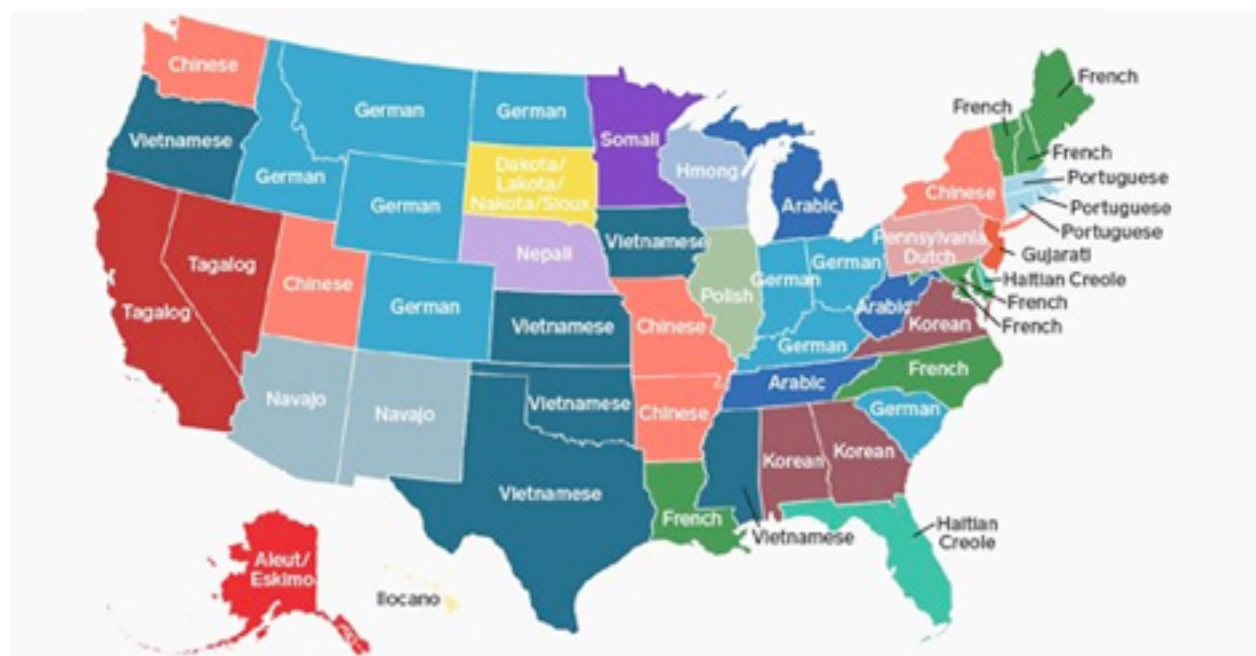 Chinese
French
German
German
French
Vietnamese
Somali
Dakota/
Lakota/
Nakota/Sioux
Hmong
French
Portuguese
German
German
Arabic
Chinese
Portuguese
Portuguese
Tagalog
Nepali
Vietnamese
German
German
Pennsylvania
Dutch
Gujarati
Haitian Creole
Chinese
German
Polish
Arabic
French
Tagalog
Vietnamese
Chinese
German
Korean
French
Navajo
Navajo
Vietnamese
Chinese
Arabic
French
German
Vietnamese
Korean
Korean
French
Vietnamese
Haitian
Creole
Aleut/
Eskimo
Ilocano